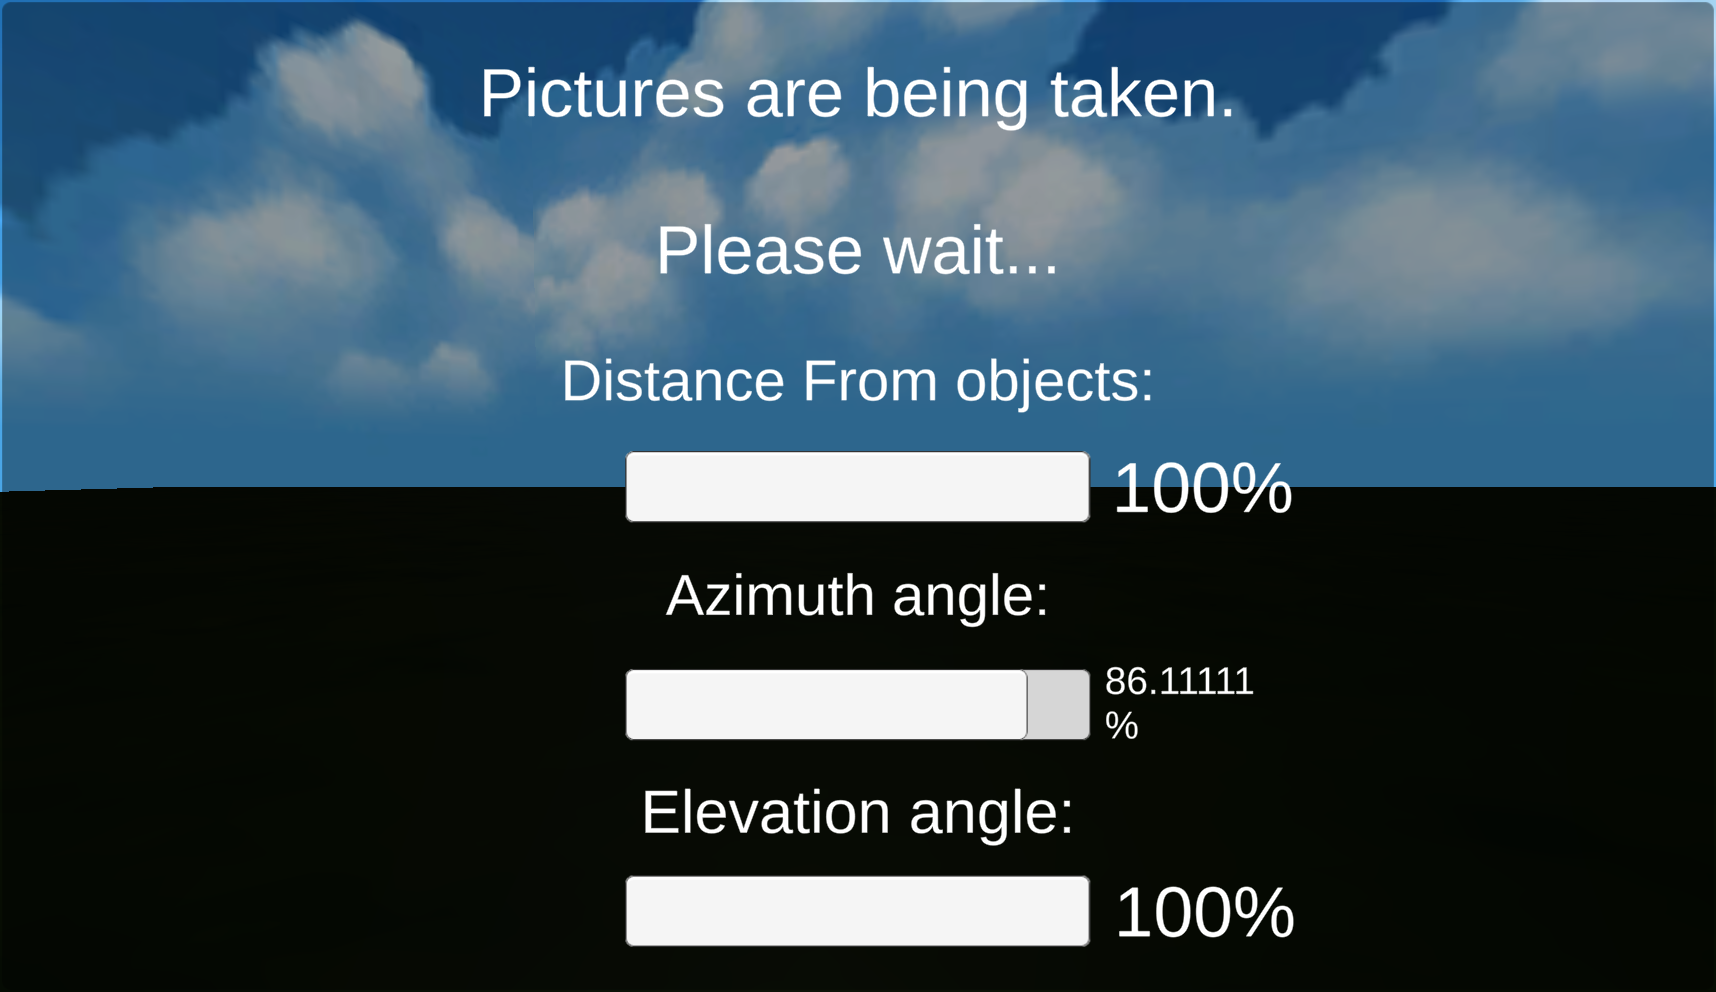 Pictures are being taken.
Please wait...
Distance From objects:
100%
Azimuth angle:
86.11111
%
Elevation angle:
100%